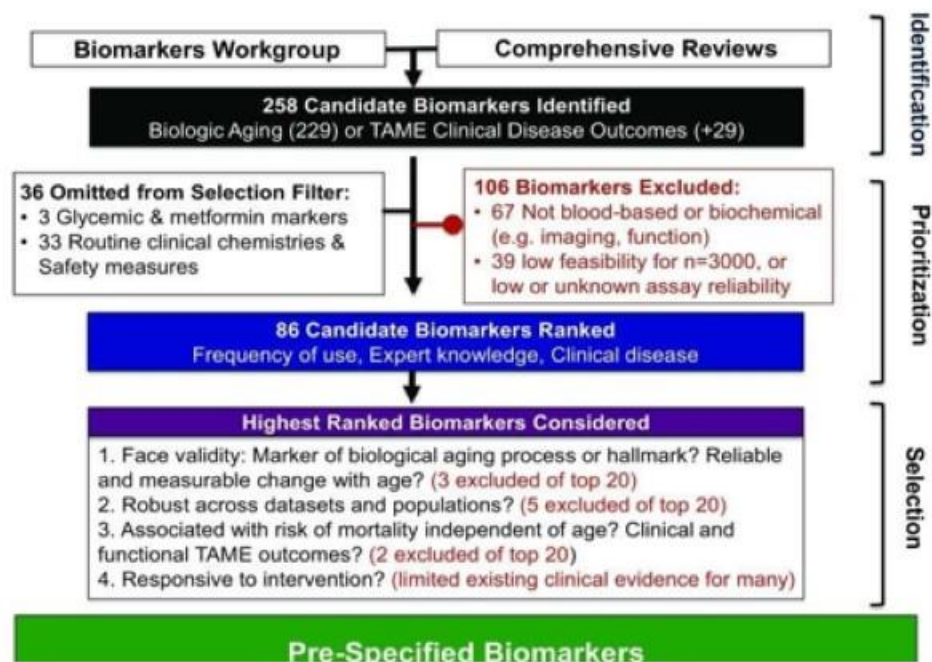 Biomarkers Workgroup
Comprehensive Reviews
Identification
258 Candidate Biomarkers Identified
Biologic Aging (229) or TAME Clinical Disease Outcomes (+29)
36 Omitted from Selection Filter:
• 3 Glycemic & metformin markers
• 33 Routine clinical chemistries &
Safety measures
106 Biomarkers Excluded:
• 67 Not blood-based or biochemical
(e.g. imaging, function)
• 39 low feasibility for n=3000, or
low or unknown assay reliability
Prioritization
86 Candidate Biomarkers Ranked
Frequency of use, Expert knowledge, Clinical disease
Highest Ranked Biomarkers Considered
1. Face validity: Marker of biological aging process or hallmark? Reliable
and measurable change with age? (3 excluded of top 20)
2. Robust across datasets and populations? (5 excluded of top 20)
3. Associated with risk of mortality independent of age? Clinical and
functional TAME outcomes? (2 excluded of top 20)
4. Responsive to intervention? (limited existing clinical evidence for many)
Selection
Pre-Specified Biomarkers